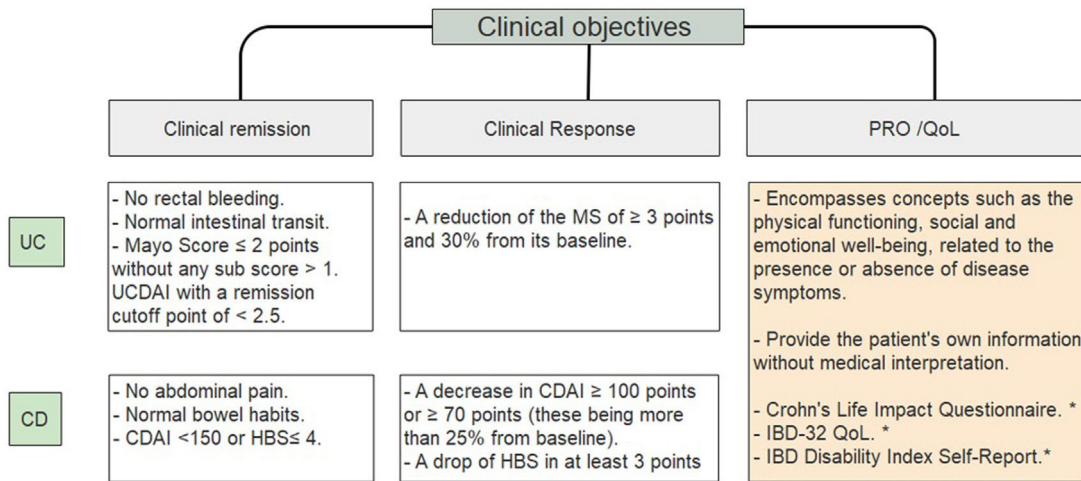 Clinical objectives
Clinical remission
Clinical Response
PRO /QoL
UC
- No rectal bleeding.
- Normal intestinal transit.
- Mayo Score ≤ 2 points
without any sub score > 1.
UCDAI with a remission
cutoff point of < 2.5.
- A reduction of the MS of ≥ 3 points
and 30% from its baseline.
- Encompasses concepts such as the
physical functioning, social and
emotional well-being, related to the
presence or absence of disease
symptoms.
- Provide the patient's own information
without medical interpretation.
- Crohn's Life Impact Questionnaire. *
- IBD-32 QoL. *
- IBD Disability Index Self-Report.*
CD
- No abdominal pain.
- Normal bowel habits.
- CDAI <150 or HBS≤ 4.
- A decrease in CDAI ≥ 100 points
or ≥ 70 points (these being more
than 25% from baseline).
- A drop of HBS in at least 3 points